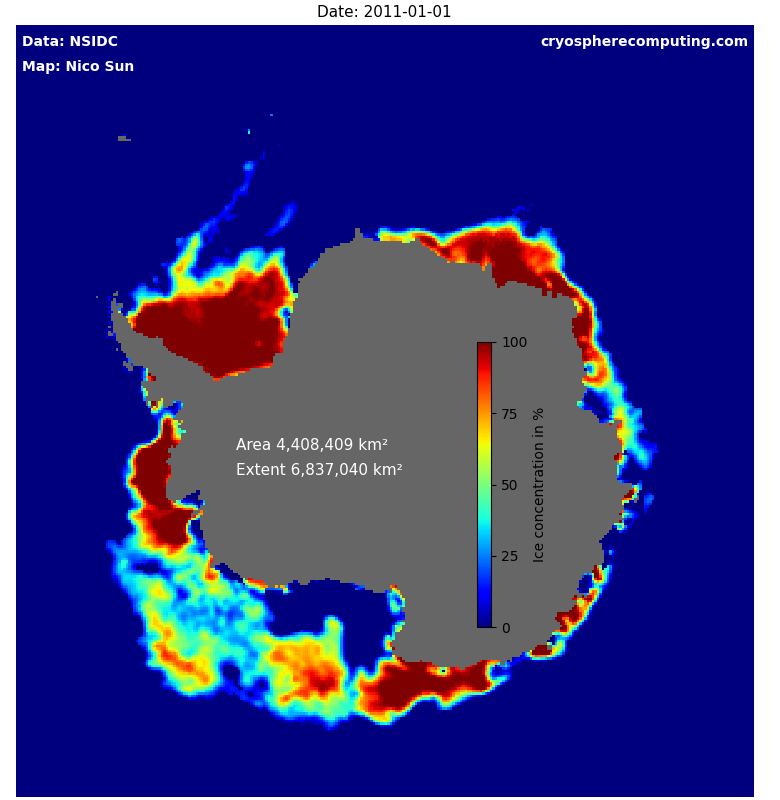 Date: 2011-01-01
Data: NSIDC
cryospherecomputing.com
Map: Nico Sun
100
75
50
25
0
Ice concentration in %
Area 4,408,409 km²
Extent 6,837,040 km²